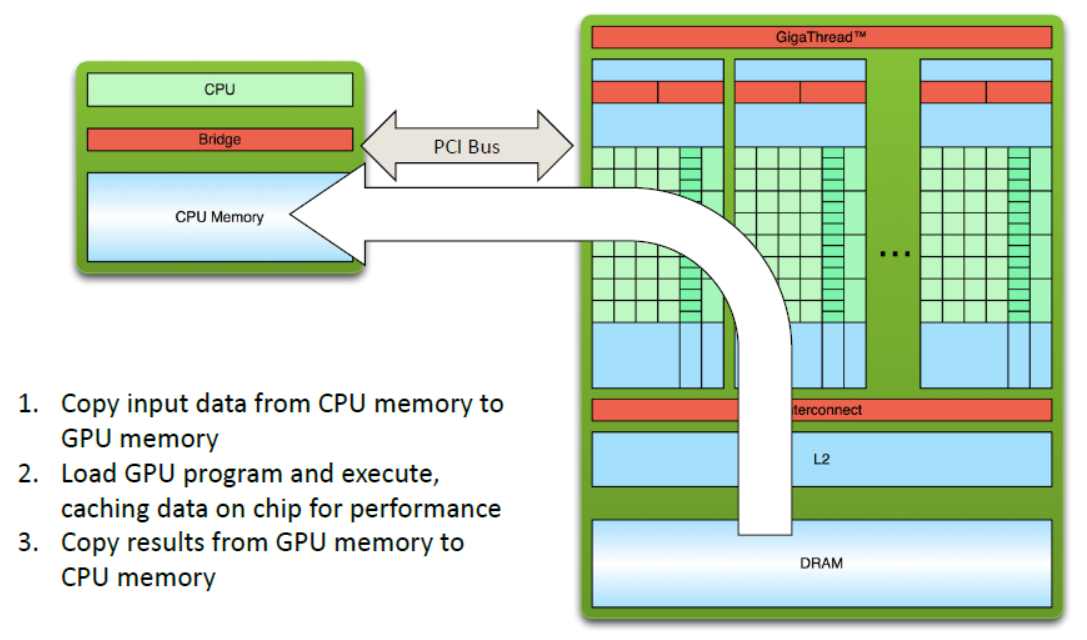 GigaThread™
CPU
Bridge
PCI Bus
CPU Memory
1. Copy input data from CPU memory to
GPU memory
2. Load GPU program and execute,
caching data on chip for performance
3. Copy results from GPU memory to
CPU memory
...
terconnect
L2
DRAM